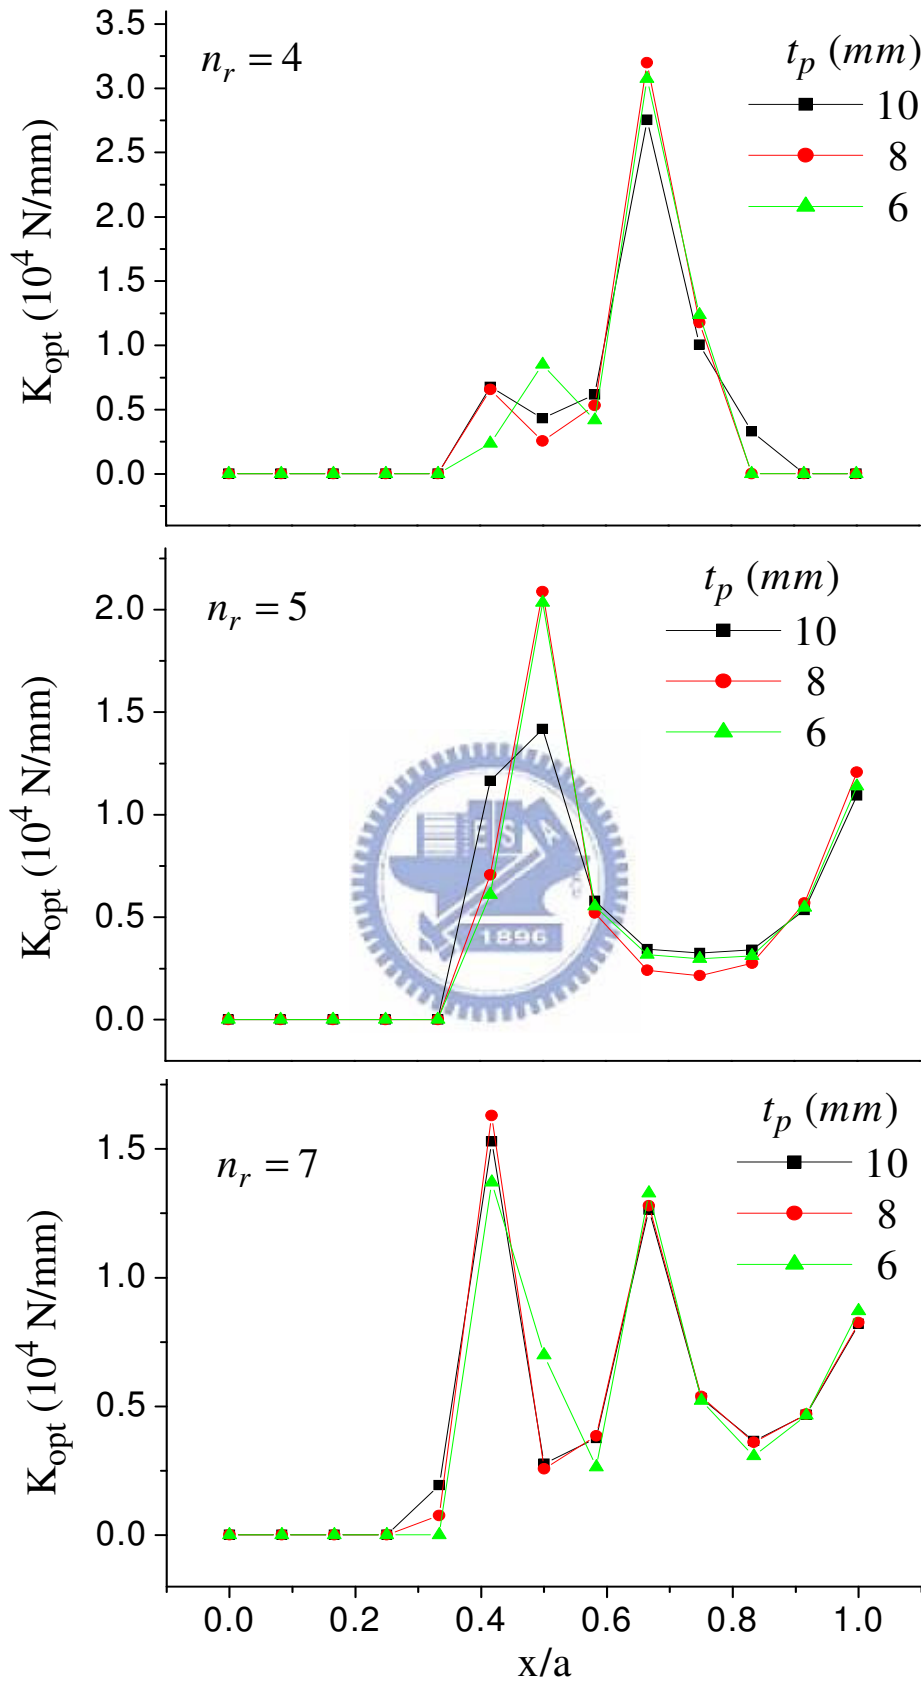 n_r = 4
t_p (mm)
10
8
6
3.5
3.0
2.5
2.0
1.5
1.0
0.5
0.0
K_opt (10^4 N/mm)
n_r = 5
t_p (mm)
10
8
6
2.0
1.5
1.0
0.5
0.0
K_opt (10^4 N/mm)
E S A
1896
n_r = 7
t_p (mm)
10
8
6
1.5
1.0
0.5
0.0
K_opt (10^4 N/mm)
0.0 0.2 0.4 0.6 0.8 1.0
x/a